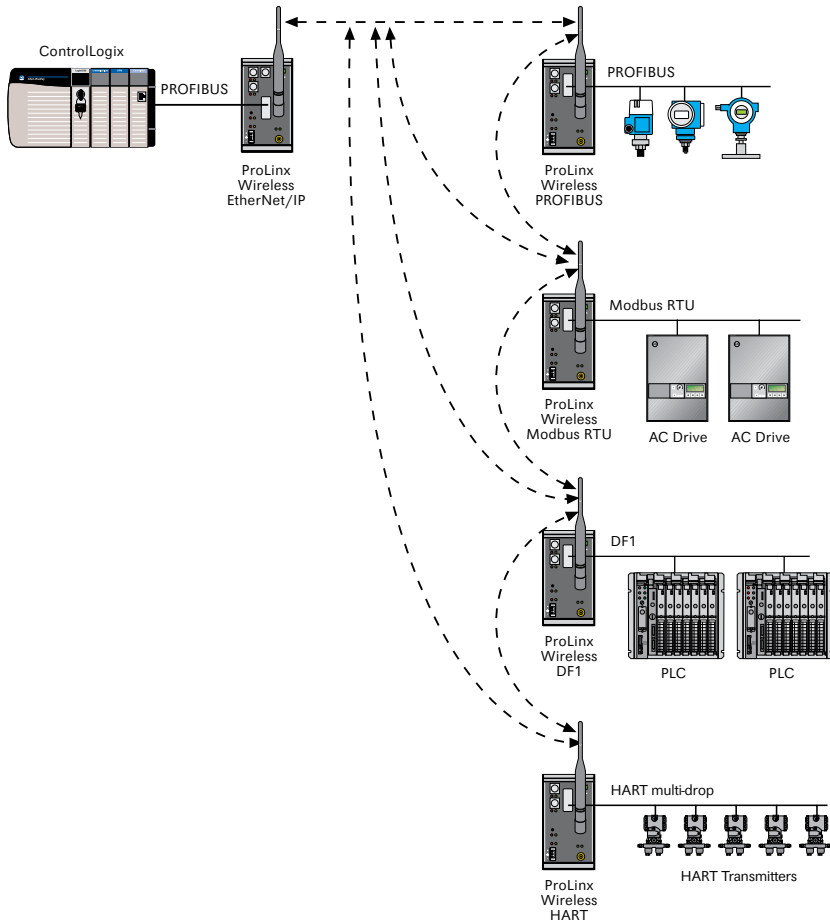 ControlLogix
PROFIBUS
ProLinx
Wireless
EtherNet/IP
PROFIBUS
ProLinx
Wireless
PROFIBUS
Modbus RTU
ProLinx
Wireless
Modbus RTU
AC Drive
AC Drive
DF1
ProLinx
Wireless
DF1
PLC
PLC
HART multi-drop
ProLinx
Wireless
HART
HART Transmitters